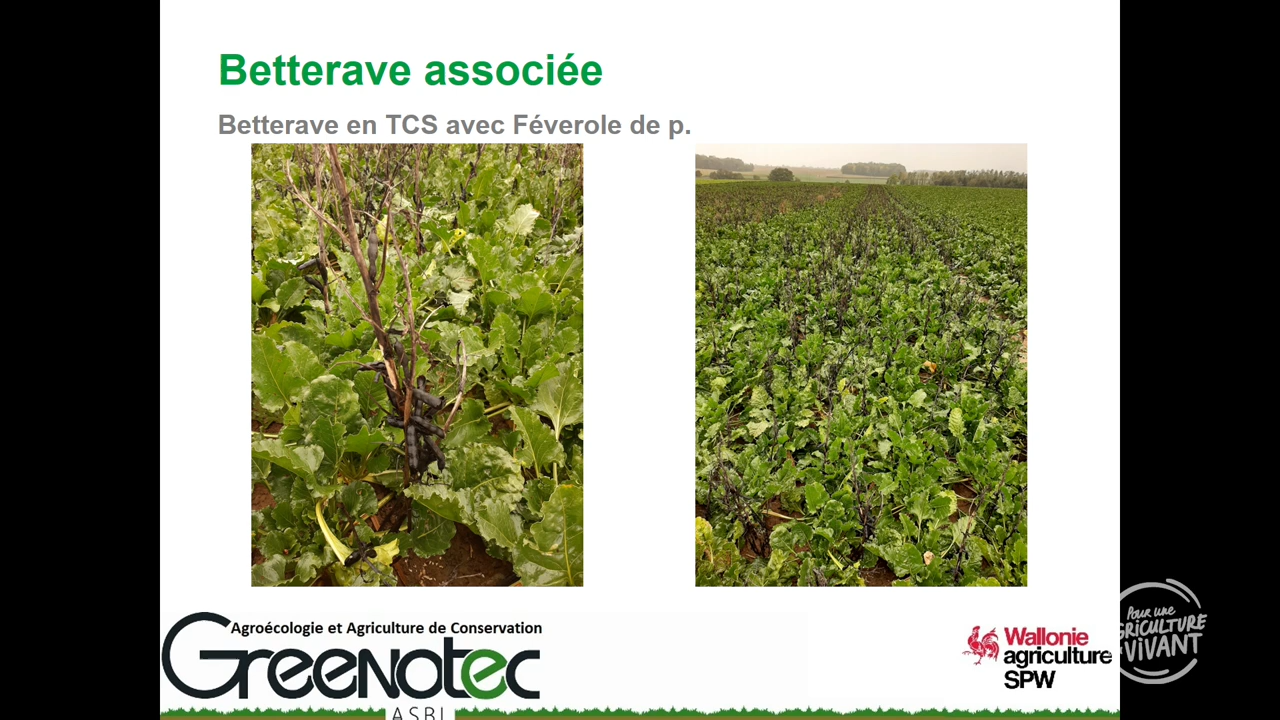 Betterave associée
Betterave en TCS avec Féverole de p.
Agroécologie et Agriculture de Conservation
GREENOTEC
ASBL
Wallonie
agriculture
SPW
Pour une
AGRICULTURE
ViVANT